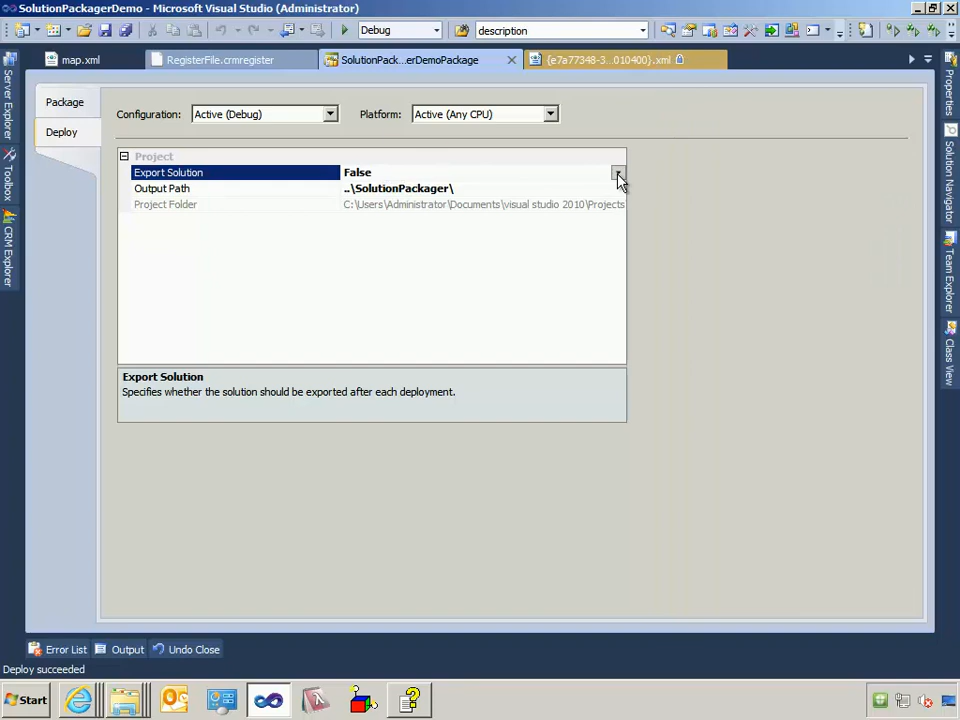 SolutionPackagerDemo - Microsoft Visual Studio (Administrator)
Debug
description
map.xml
RegisterFile.crmregister
SolutionPack...erDemoPackage
{e7a77348-3...010400}.xml
Server Explorer
Toolbox
CRM Explorer
Package
Deploy
Configuration:
Active (Debug)
Platform:
Active (Any CPU)
Project
Export Solution
False
Output Path
..\SolutionPackager\
Project Folder
C:\Users\Administrator\Documents\visual studio 2010\Projects
Export Solution
Specifies whether the solution should be exported after each deployment.
Properties
Solution Navigator
Team Explorer
Class View
Error List
Output
Undo Close
Deploy succeeded
Start